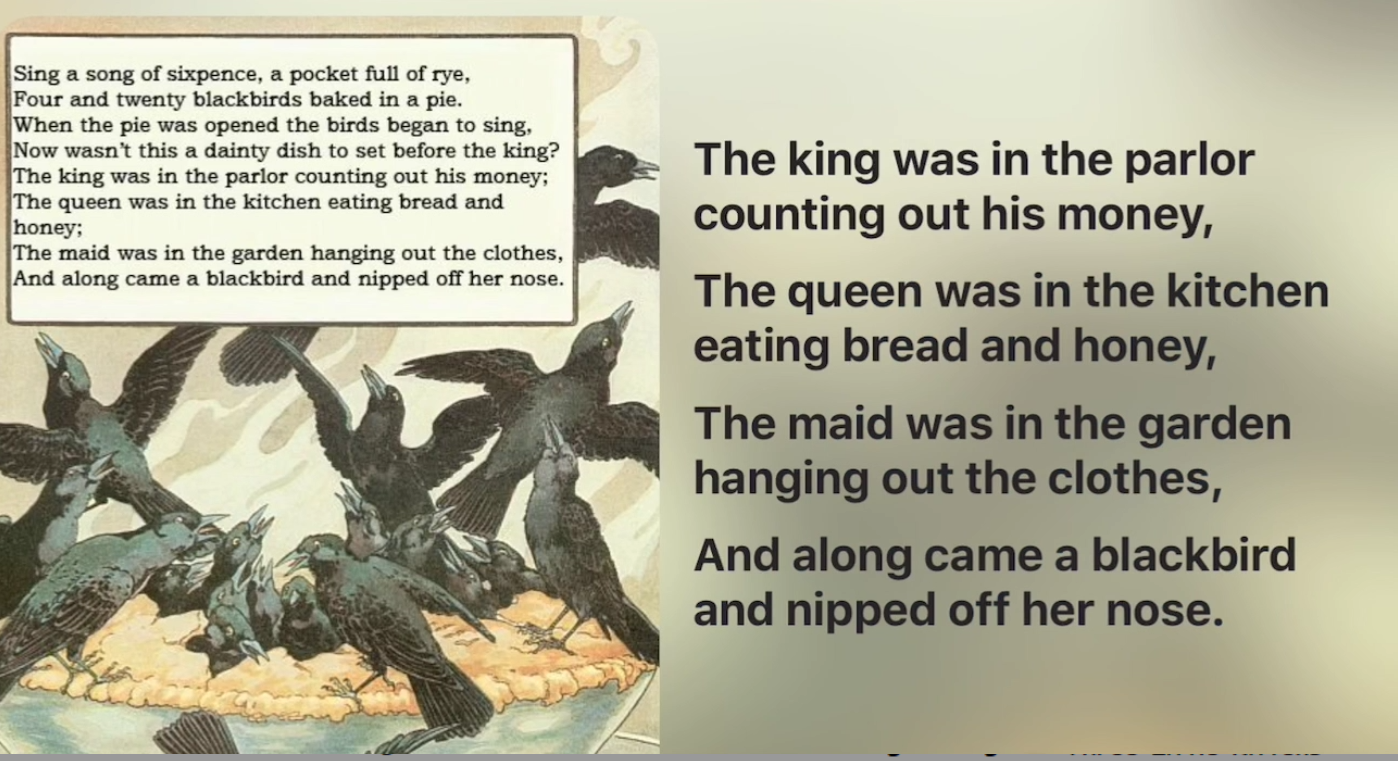 Sing a song of sixpence, a pocket full of rye,
Four and twenty blackbirds baked in a pie.
When the pie was opened the birds began to sing,
Now wasn't this a dainty dish to set before the king?
The king was in the parlor counting out his money;
The queen was in the kitchen eating bread and
honey;
The maid was in the garden hanging out the clothes,
And along came a blackbird and nipped off her nose.
The king was in the parlor
counting out his money,
The queen was in the kitchen
eating bread and honey,
The maid was in the garden
hanging out the clothes,
And along came a blackbird
and nipped off her nose.